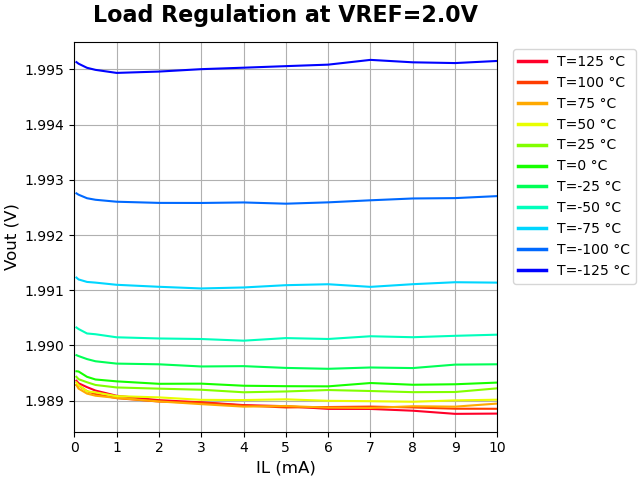 Load Regulation at VREF=2.0V
Vout (V)
1.995
1.994
1.993
1.992
1.991
1.990
1.989
0 1 2 3 4 5 6 7 8 9 10
IL (mA)
T=125 °C
T=100 °C
T=75 °C
T=50 °C
T=25 °C
T=0 °C
T=-25 °C
T=-50 °C
T=-75 °C
T=-100 °C
T=-125 °C